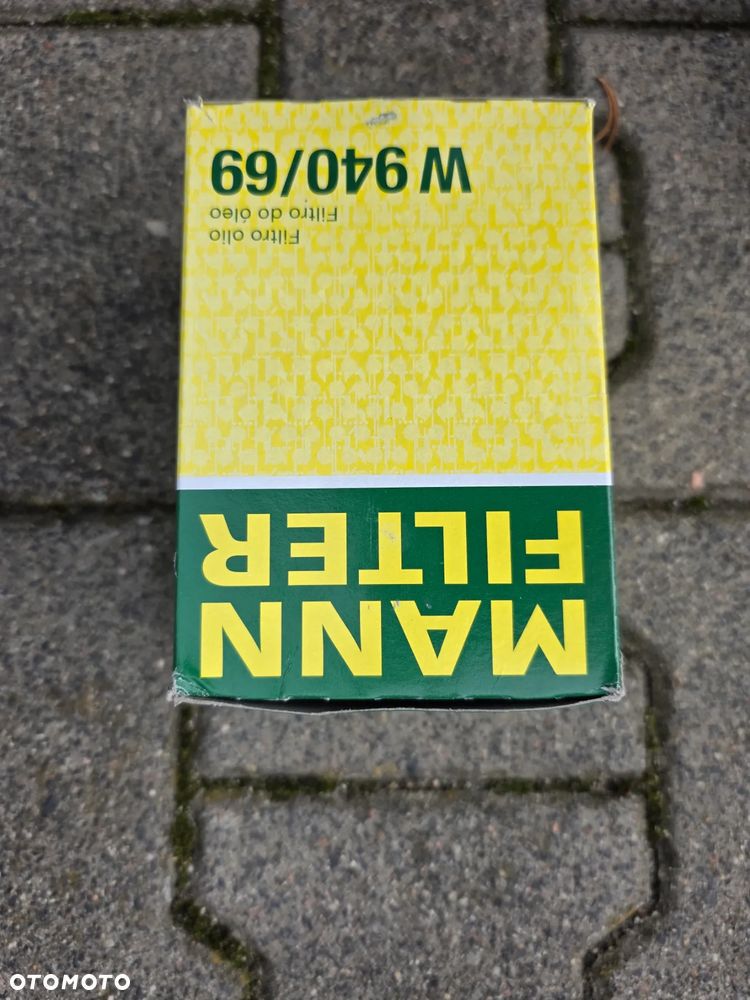 MANN
FILTER
Filtro olio
Filtro do óleo
W 940/69
OTOMOTO